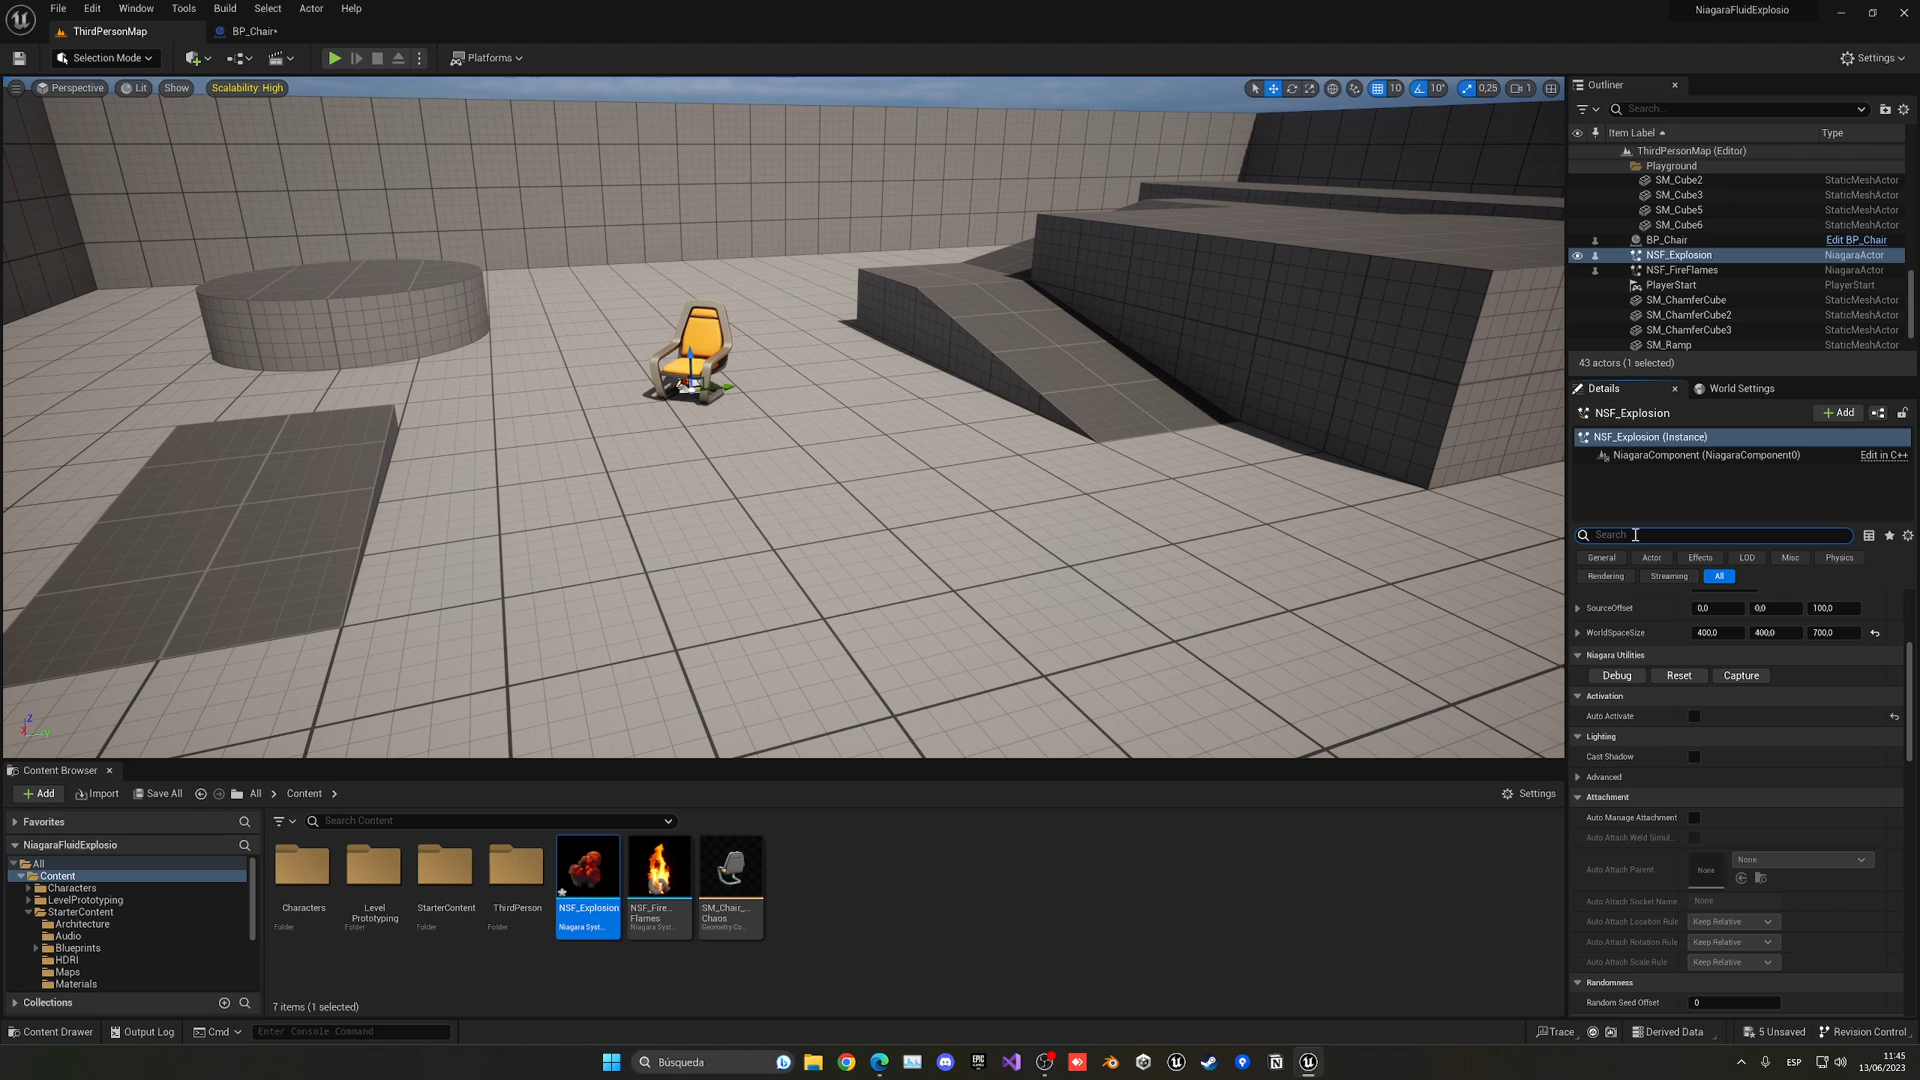 File Edit Window Tools Build Select Actor Help
NiagaraFluidExplosio
ThirdPersonMap
BP_Chair*
Selection Mode
Platforms
Settings
Perspective
Lit
Show
Scalability: High
10
10°
0,25
1
Outliner
Search...
Item Label
Type
ThirdPersonMap (Editor)
Playground
SM_Cube2 StaticMeshActor
SM_Cube3 StaticMeshActor
SM_Cube5 StaticMeshActor
SM_Cube6 StaticMeshActor
BP_Chair Edit BP_Chair
NSF_Explosion NiagaraActor
NSF_FireFlames NiagaraActor
PlayerStart PlayerStart
SM_ChamferCube StaticMeshActor
SM_ChamferCube2 StaticMeshActor
SM_ChamferCube3 StaticMeshActor
SM_Ramp StaticMeshActor
43 actors (1 selected)
Details
World Settings
NSF_Explosion
Add
NSF_Explosion (Instance)
NiagaraComponent (NiagaraComponent0) Edit in C++
Search
General Actor Effects LOD Misc Physics
Rendering Streaming All
SourceOffset 0,0 0,0 100,0
WorldSpaceSize 400,0 400,0 700,0
Niagara Utilities
Debug Reset Capture
Activation
Auto Activate
Lighting
Cast Shadow
Advanced
Attachment
Auto Manage Attachment
Auto Attach Weld Simul...
Auto Attach Parent None None
Auto Attach Socket Name None
Auto Attach Location Rule Keep Relative
Auto Attach Rotation Rule Keep Relative
Auto Attach Scale Rule Keep Relative
Randomness
Random Seed Offset 0
Z
X
Y
Content Browser
Add Import Save All All Content
Settings
Favorites
NiagaraFluidExplosio
All
Content
Characters
LevelPrototyping
StarterContent
Architecture
Audio
Blueprints
HDRI
Maps
Materials
Collections
Search Content
Characters
Folder
Level
Prototyping
Folder
StarterContent
Folder
ThirdPerson
Folder
NSF_Explosion
Niagara Syst...
NSF_Fire...
Flames
Niagara Syst...
SM_Chair_...
Chaos
Geometry Co...
7 items (1 selected)
Content Drawer
Output Log
Cmd
Enter Console Command
Trace
Derived Data
5 Unsaved
Revision Control
Búsqueda
EPIC
GAMES
ESP
11:45
13/06/2023